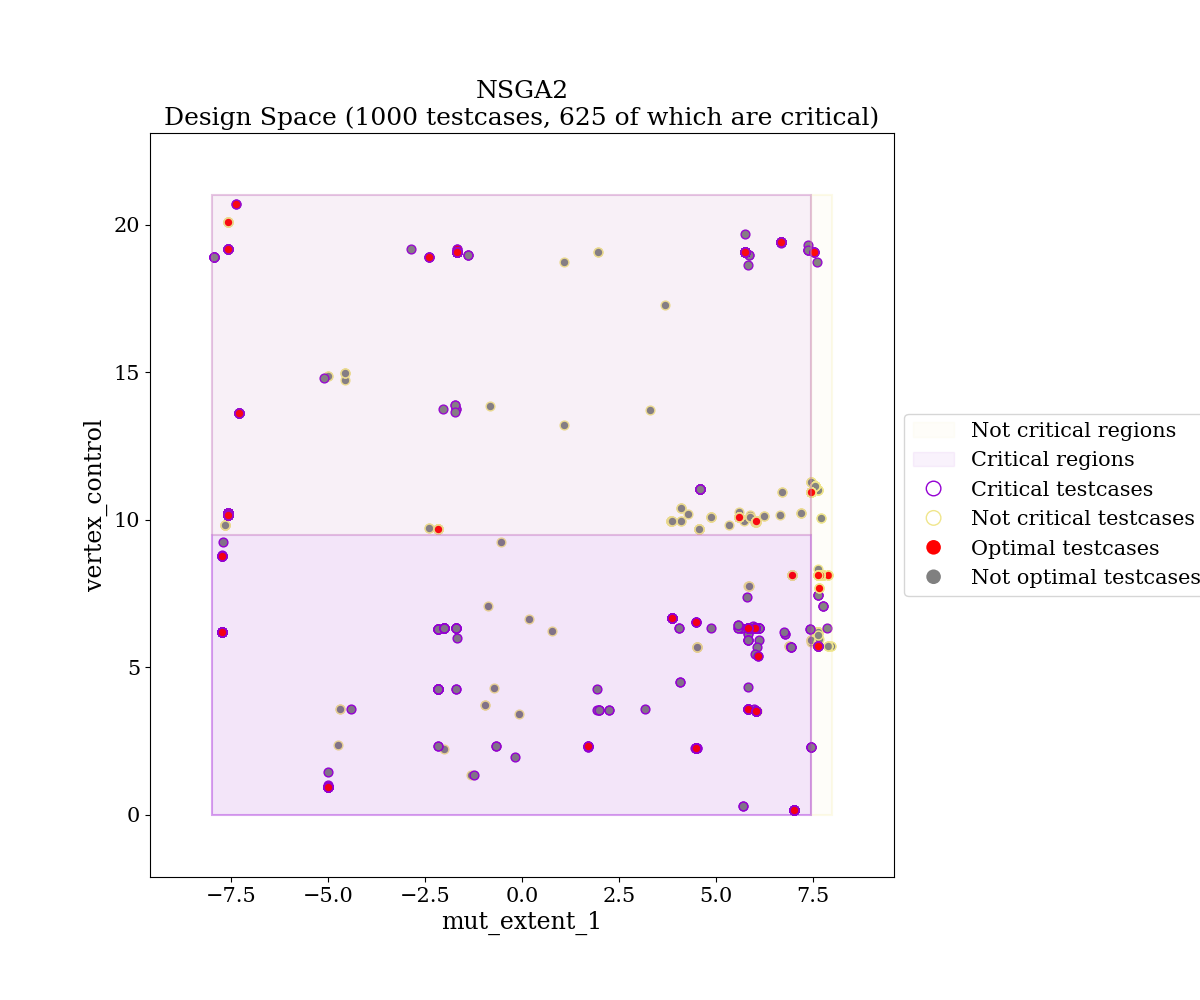 NSGA2
Design Space (1000 testcases, 625 of which are critical)
20
15
10
5
0
vertex_control
−7.5
−5.0
−2.5
0.0
2.5
5.0
7.5
mut_extent_1
Not critical regions
Critical regions
Critical testcases
Not critical testcases
Optimal testcases
Not optimal testcases